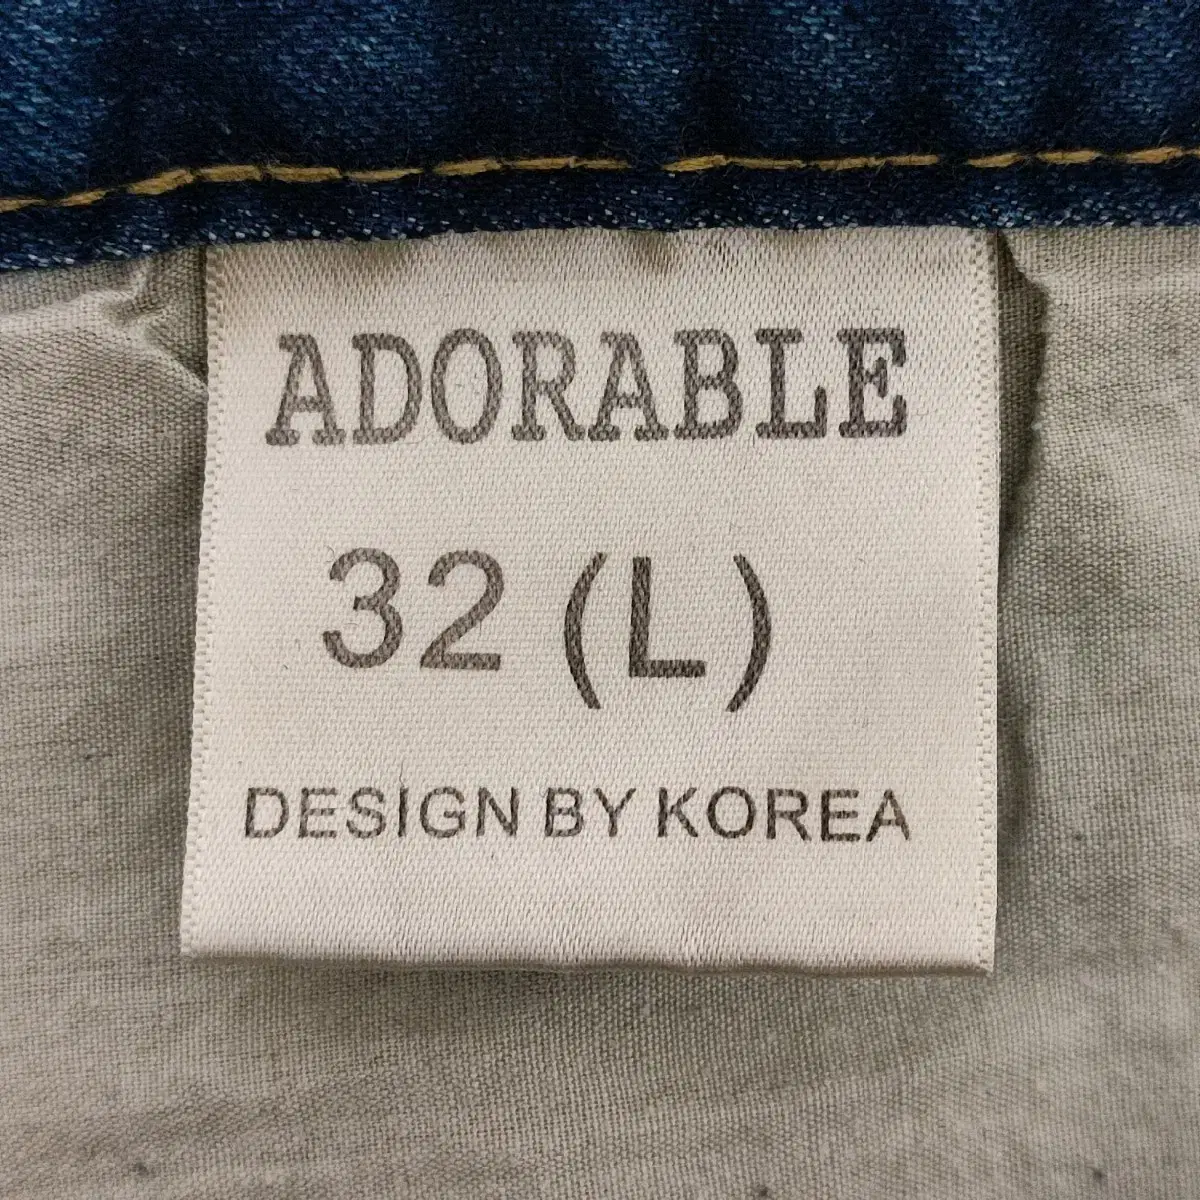 ADORABLE
32 (L)
DESIGN BY KOREA